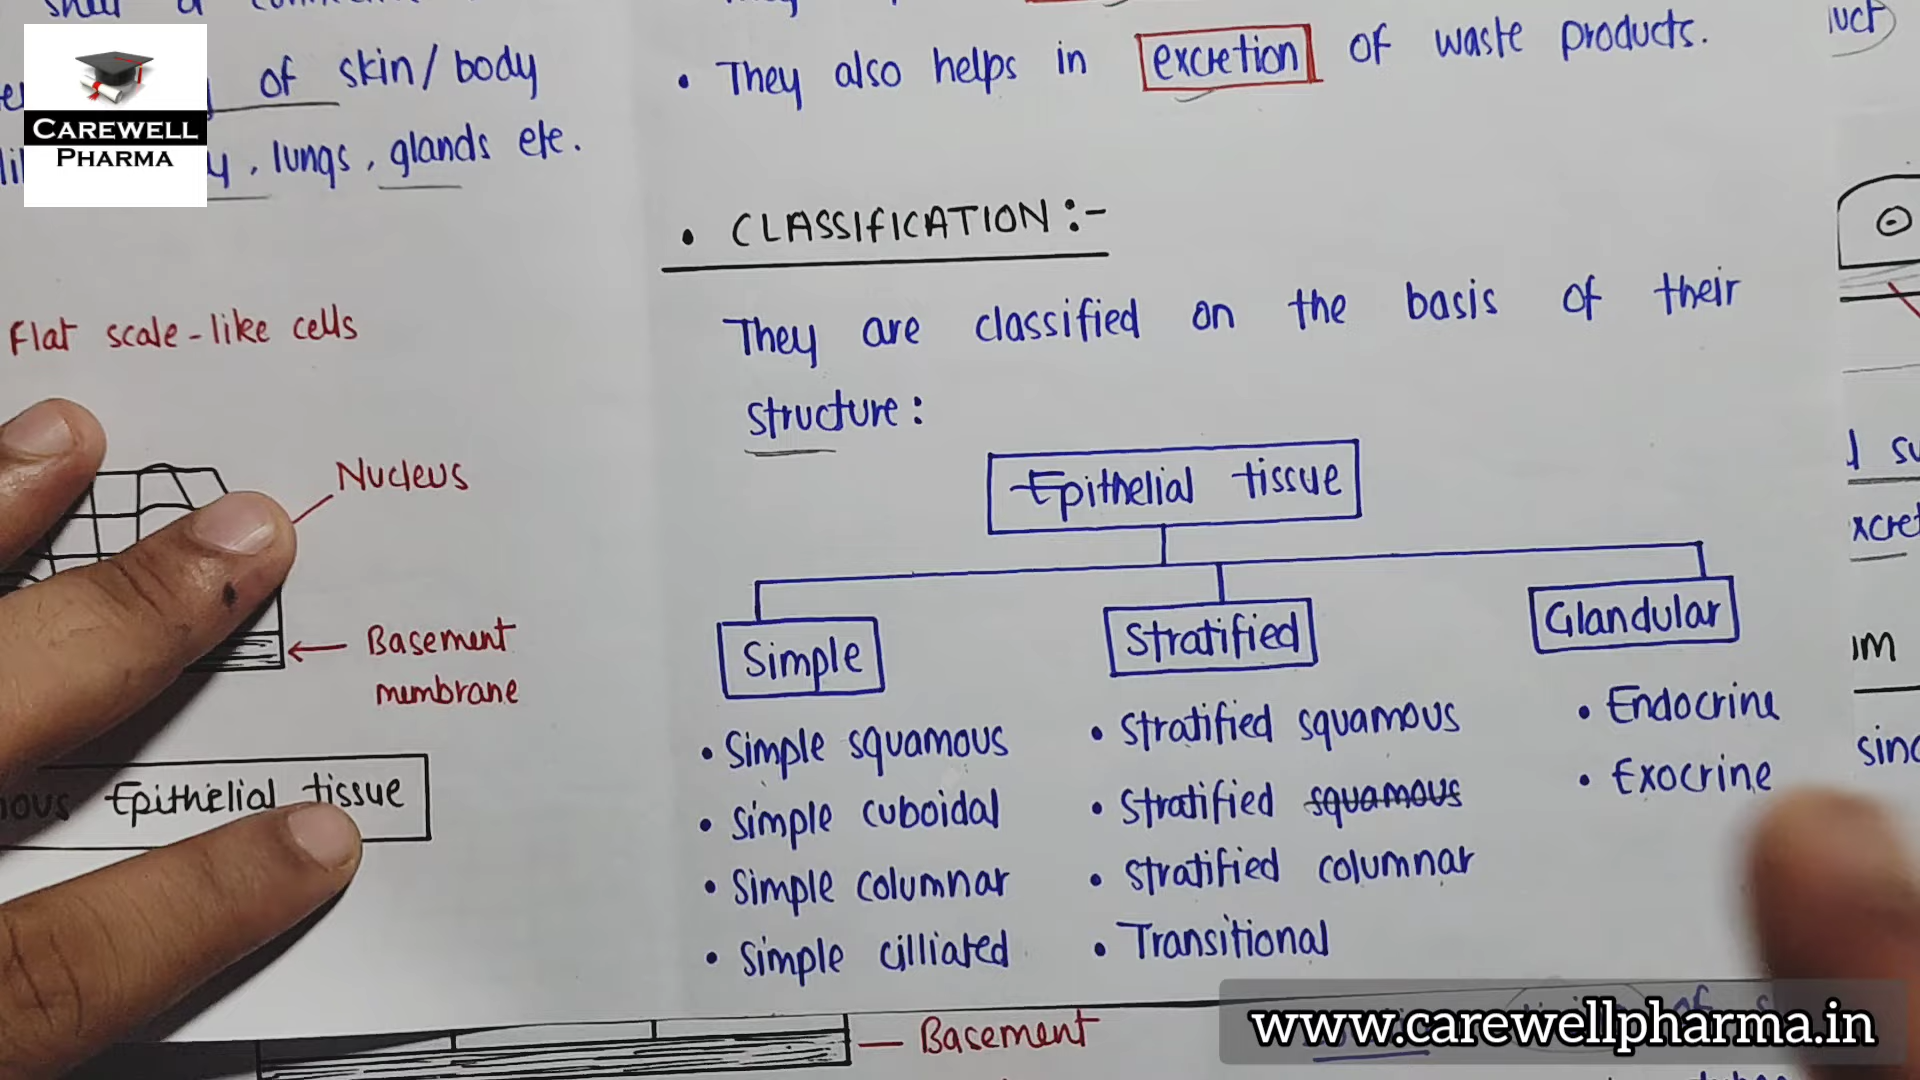 CAREWELL
PHARMA
of skin/body
lungs, glands etc.
Flat scale-like cells
Nucleus
Basement
membrane
Epithelial tissue
• They also helps in excretion of waste products.
• CLASSIFICATION:-
They are classified on the basis of their
structure:
Epithelial tissue
Simple
• Simple squamous
• Simple cuboidal
• Simple columnar
• Simple cilliated
Stratified
• Stratified squamous
• Stratified squamous
• Stratified columnar
• Transitional
Glandular
• Endocrine
• Exocrine
Basement
www.carewellpharma.in